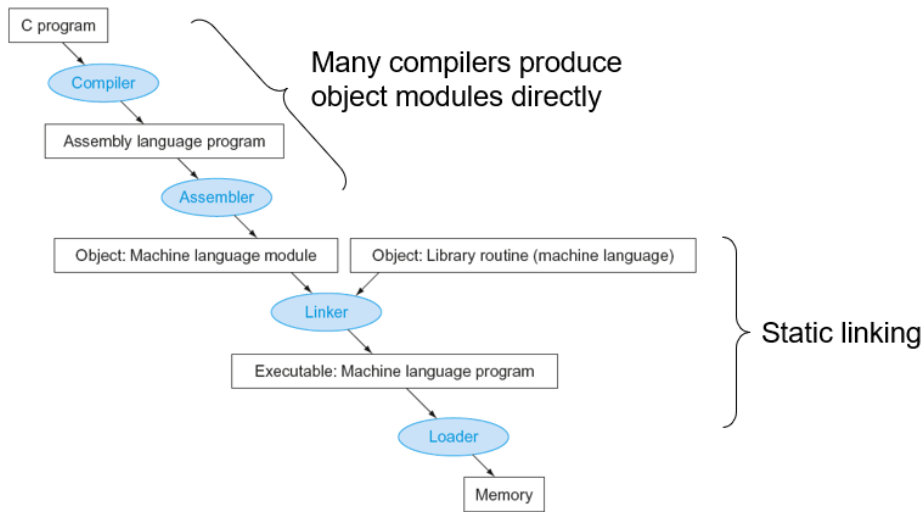 C program
Many compilers produce
object modules directly
Compiler
Assembly language program
Assembler
Object: Machine language module
Object: Library routine (machine language)
Linker
Static linking
Executable: Machine language program
Loader
Memory